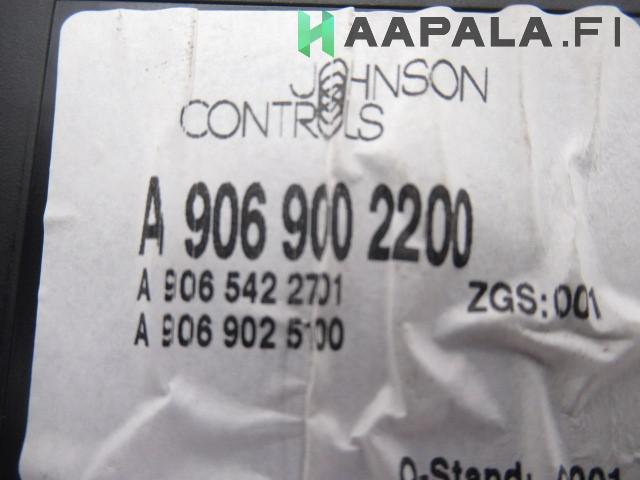 HAAPALA.FI
JOHNSON
CONTROLS
A 906 900 2200
A 906 542 2701 ZGS:001
A 906 902 5100